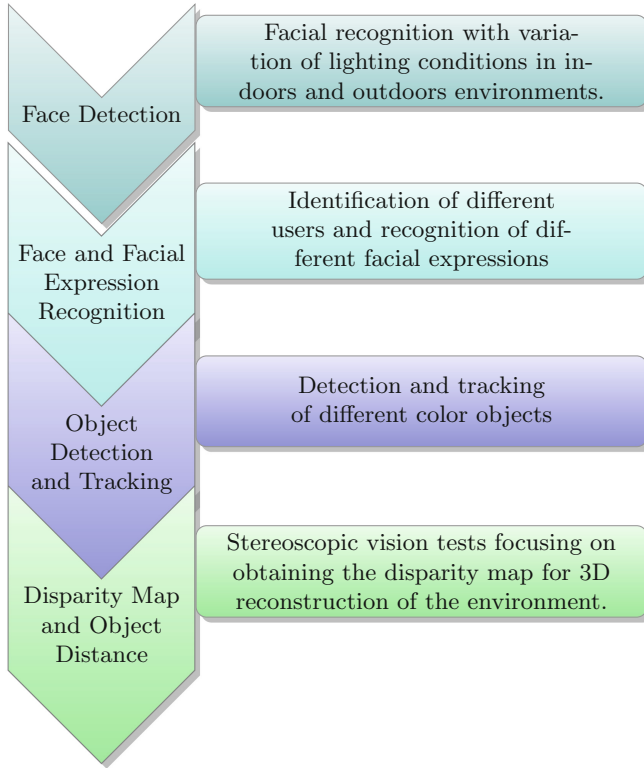 Face Detection
Facial recognition with varia-
tion of lighting conditions in in-
doors and outdoors environments.
Face and Facial
Expression
Recognition
Identification of different
users and recognition of dif-
ferent facial expressions
Object
Detection
and Tracking
Detection and tracking
of different color objects
Disparity Map
and Object
Distance
Stereoscopic vision tests focusing on
obtaining the disparity map for 3D
reconstruction of the environment.